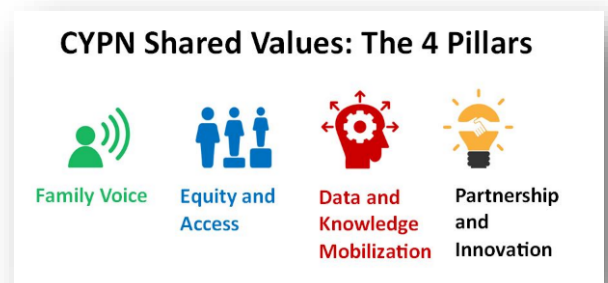 CYPN Shared Values: The 4 Pillars
Family Voice
Equity and
Access
Data and
Knowledge
Mobilization
Partnership
and
Innovation